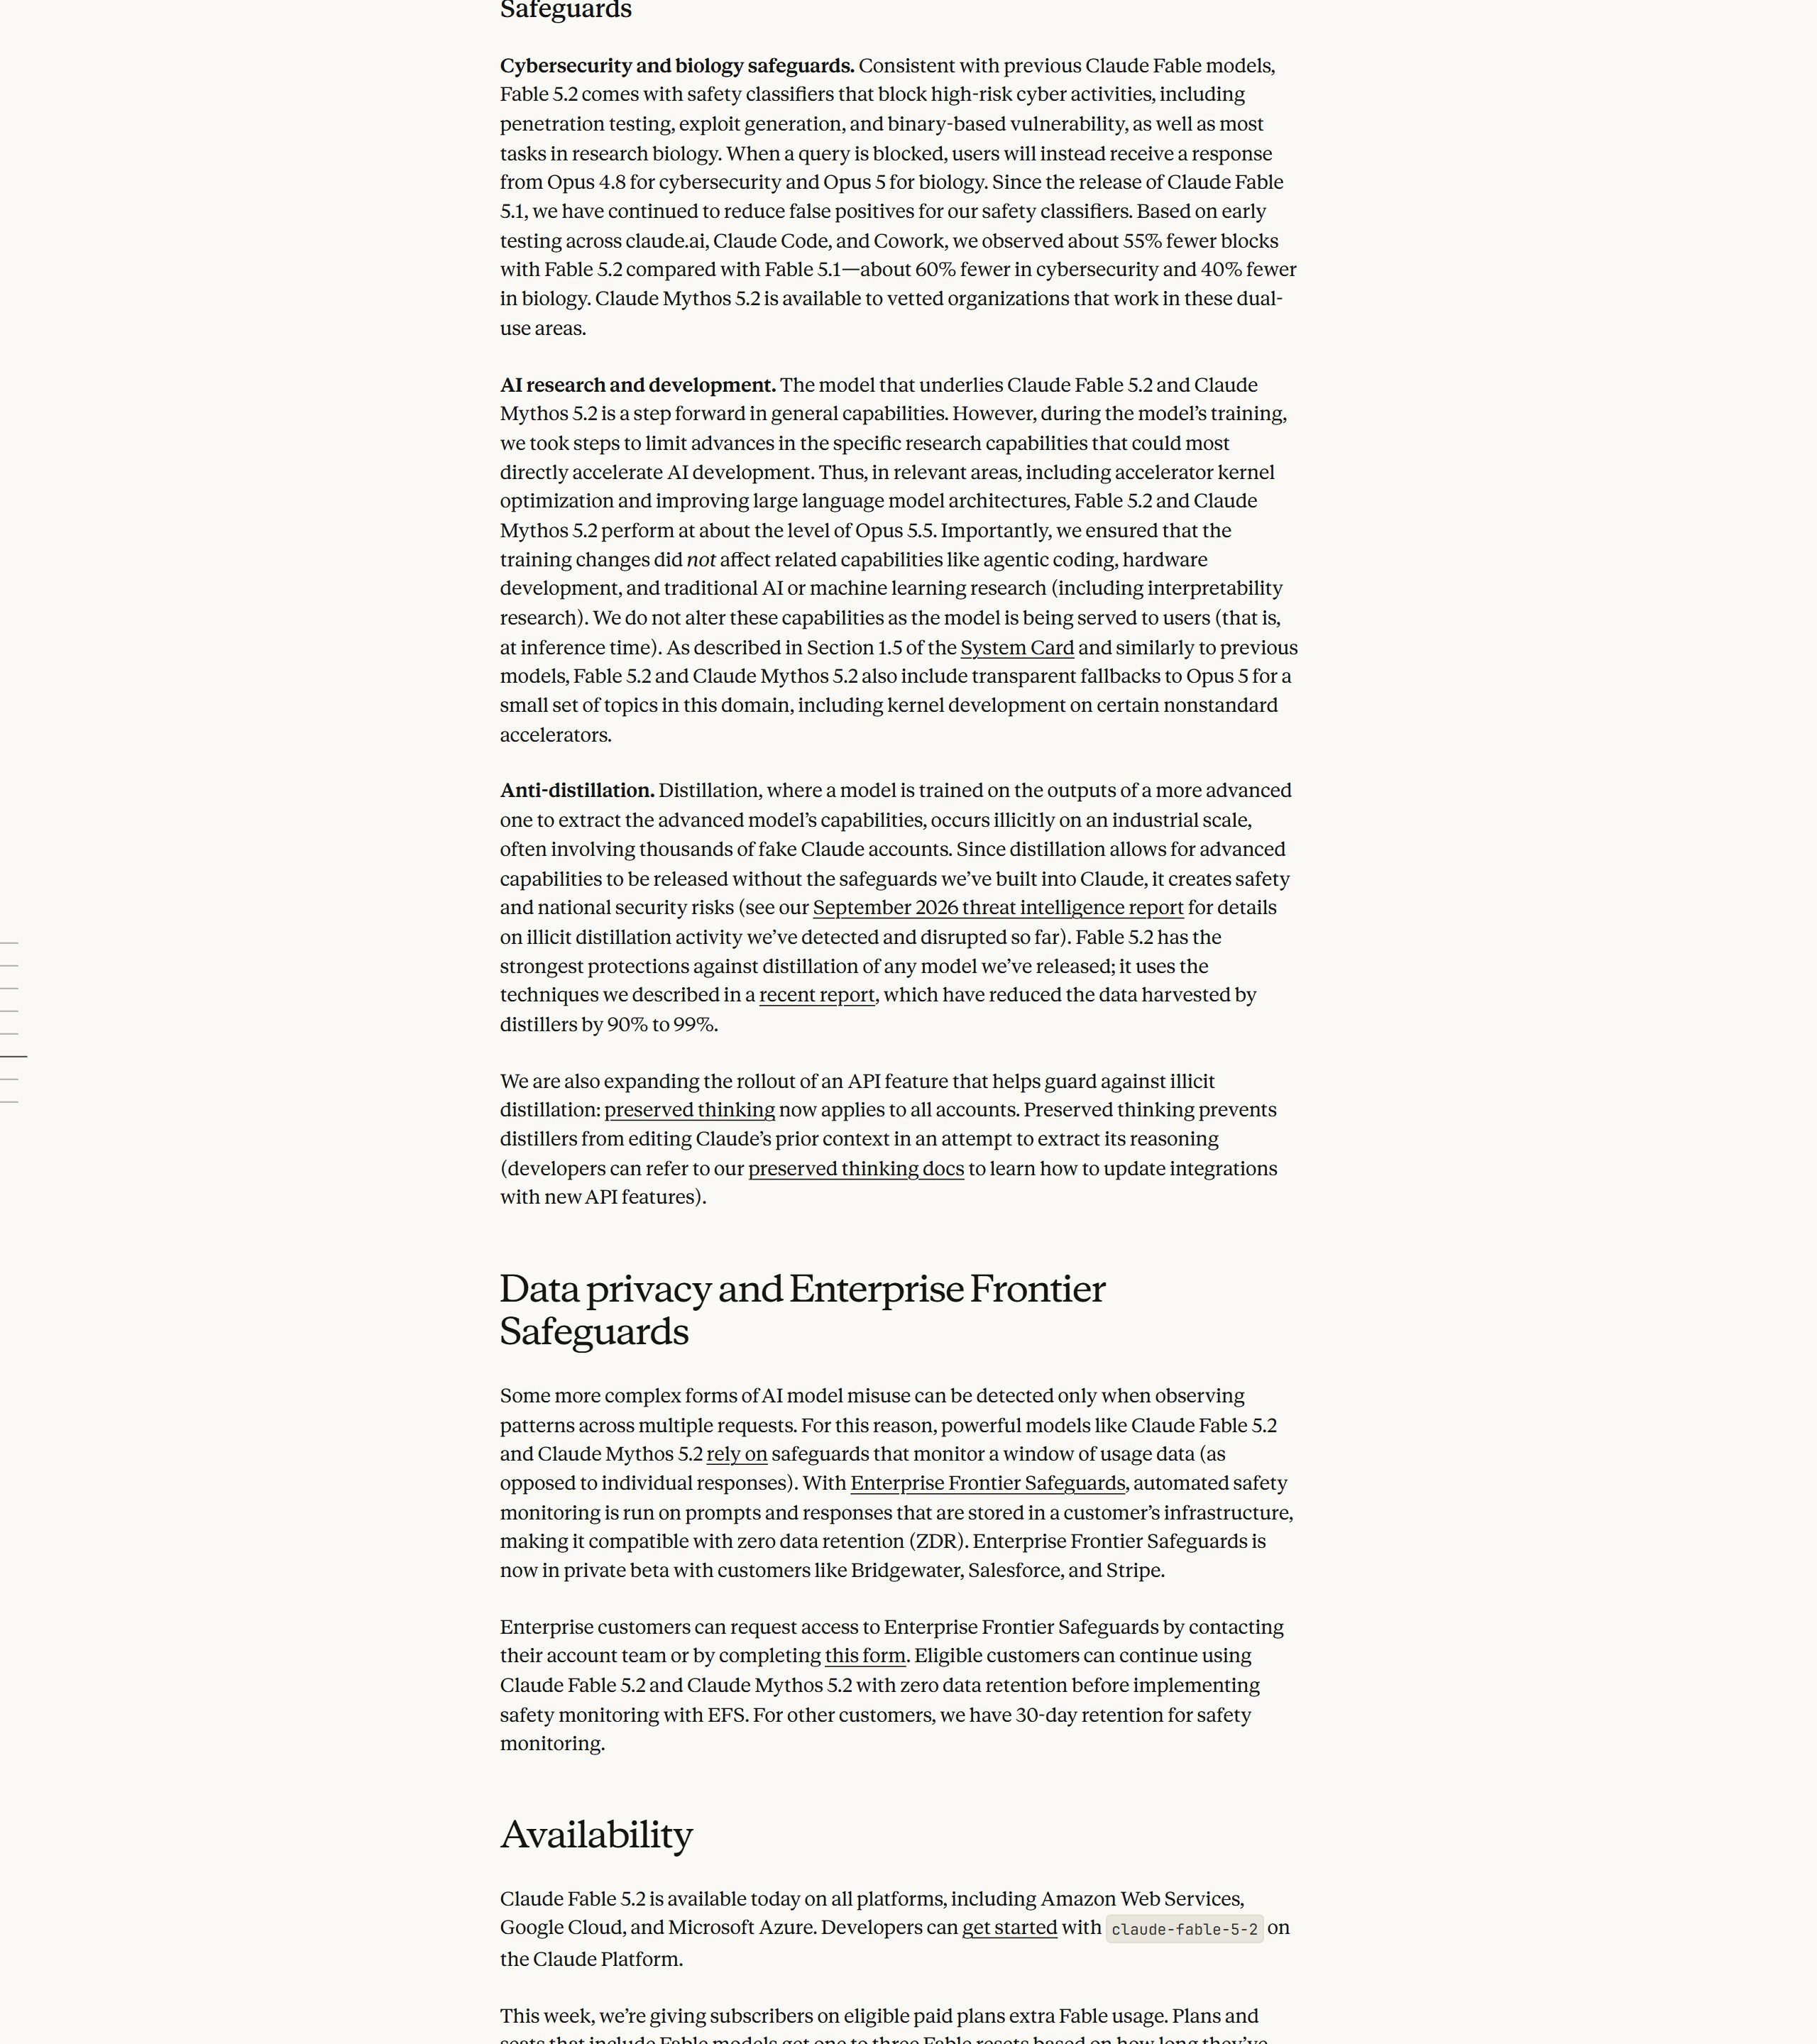 Safeguards
Cybersecurity and biology safeguards. Consistent with previous Claude Fable models,
Fable 5.2 comes with safety classifiers that block high-risk cyber activities, including
penetration testing, exploit generation, and binary-based vulnerability, as well as most
tasks in research biology. When a query is blocked, users will instead receive a response
from Opus 4.8 for cybersecurity and Opus 5 for biology. Since the release of Claude Fable
5.1, we have continued to reduce false positives for our safety classifiers. Based on early
testing across claude.ai, Claude Code, and Cowork, we observed about 55% fewer blocks
with Fable 5.2 compared with Fable 5.1—about 60% fewer in cybersecurity and 40% fewer
in biology. Claude Mythos 5.2 is available to vetted organizations that work in these dual-
use areas.
AI research and development. The model that underlies Claude Fable 5.2 and Claude
Mythos 5.2 is a step forward in general capabilities. However, during the model’s training,
we took steps to limit advances in the specific research capabilities that could most
directly accelerate AI development. Thus, in relevant areas, including accelerator kernel
optimization and improving large language model architectures, Fable 5.2 and Claude
Mythos 5.2 perform at about the level of Opus 5.5. Importantly, we ensured that the
training changes did not affect related capabilities like agentic coding, hardware
development, and traditional AI or machine learning research (including interpretability
research). We do not alter these capabilities as the model is being served to users (that is,
at inference time). As described in Section 1.5 of the System Card and similarly to previous
models, Fable 5.2 and Claude Mythos 5.2 also include transparent fallbacks to Opus 5 for a
small set of topics in this domain, including kernel development on certain nonstandard
accelerators.
Anti-distillation. Distillation, where a model is trained on the outputs of a more advanced
one to extract the advanced model’s capabilities, occurs illicitly on an industrial scale,
often involving thousands of fake Claude accounts. Since distillation allows for advanced
capabilities to be released without the safeguards we’ve built into Claude, it creates safety
and national security risks (see our September 2026 threat intelligence report for details
on illicit distillation activity we’ve detected and disrupted so far). Fable 5.2 has the
strongest protections against distillation of any model we’ve released; it uses the
techniques we described in a recent report, which have reduced the data harvested by
distillers by 90% to 99%.
We are also expanding the rollout of an API feature that helps guard against illicit
distillation: preserved thinking now applies to all accounts. Preserved thinking prevents
distillers from editing Claude’s prior context in an attempt to extract its reasoning
(developers can refer to our preserved thinking docs to learn how to update integrations
with new API features).
Data privacy and Enterprise Frontier
Safeguards
Some more complex forms of AI model misuse can be detected only when observing
patterns across multiple requests. For this reason, powerful models like Claude Fable 5.2
and Claude Mythos 5.2 rely on safeguards that monitor a window of usage data (as
opposed to individual responses). With Enterprise Frontier Safeguards, automated safety
monitoring is run on prompts and responses that are stored in a customer’s infrastructure,
making it compatible with zero data retention (ZDR). Enterprise Frontier Safeguards is
now in private beta with customers like Bridgewater, Salesforce, and Stripe.
Enterprise customers can request access to Enterprise Frontier Safeguards by contacting
their account team or by completing this form. Eligible customers can continue using
Claude Fable 5.2 and Claude Mythos 5.2 with zero data retention before implementing
safety monitoring with EFS. For other customers, we have 30-day retention for safety
monitoring.
Availability
Claude Fable 5.2 is available today on all platforms, including Amazon Web Services,
Google Cloud, and Microsoft Azure. Developers can get started with claude-fable-5-2 on
the Claude Platform.
This week, we’re giving subscribers on eligible paid plans extra Fable usage. Plans and
seats that include Fable models get one to three Fable resets based on how long they’ve